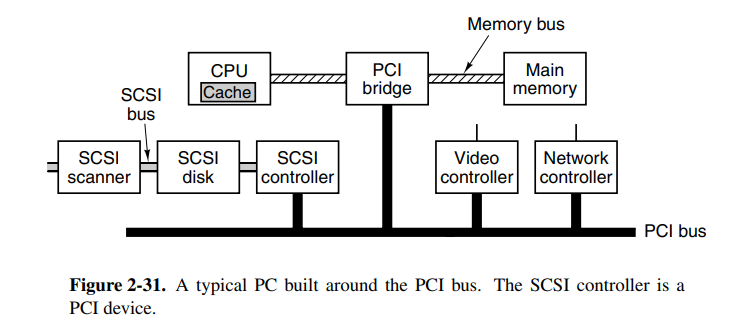 Memory bus
CPU
Cache
PCI
bridge
Main
memory
SCSI
bus
SCSI
scanner
SCSI
disk
SCSI
controller
Video
controller
Network
controller
PCI bus
Figure 2-31. A typical PC built around the PCI bus. The SCSI controller is a
PCI device.